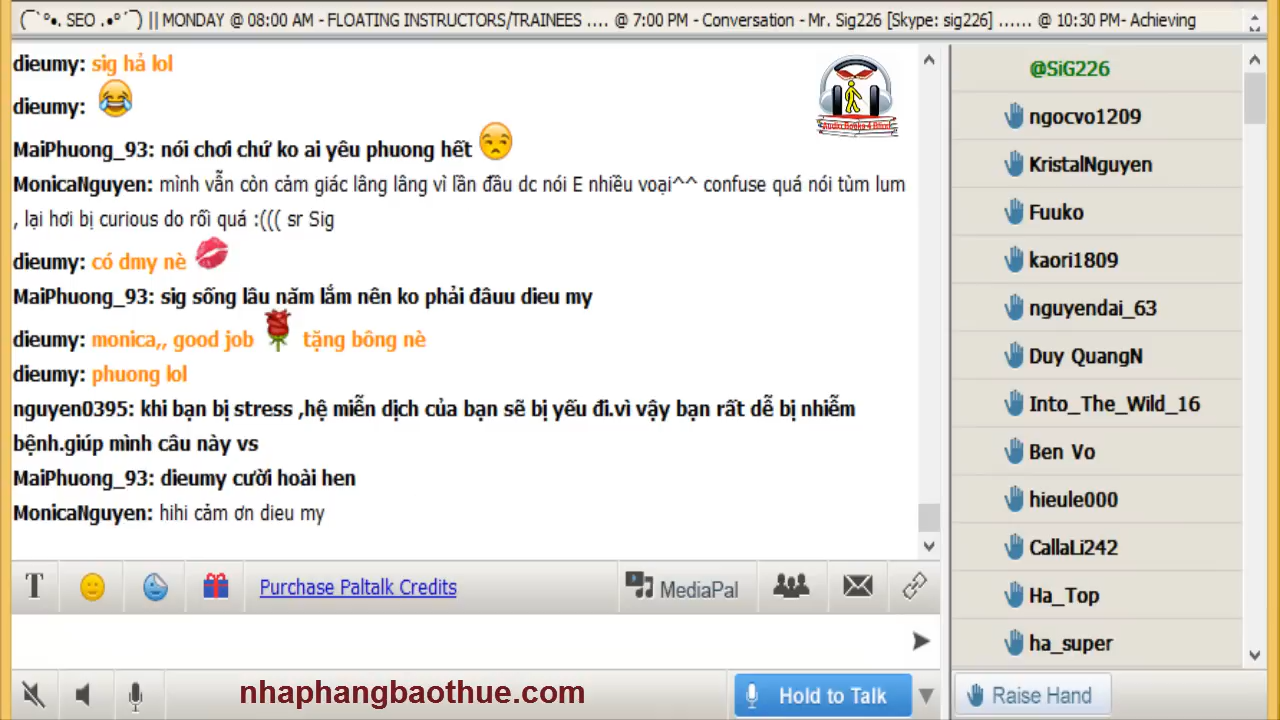 (¯`°•. SEO .•°´¯) || MONDAY @ 08:00 AM - FLOATING INSTRUCTORS/TRAINEES .... @ 7:00 PM - Conversation - Mr. Sig226 [Skype: sig226] ...... @ 10:30 PM- Achieving
dieumy: sig hả lol
dieumy:
MaiPhuong_93: nói chơi chứ ko ai yêu phuong hết
MonicaNguyen: mình vẫn còn cảm giác lâng lâng vì lần đầu dc nói E nhiều voại^^ confuse quá nói tùm lum
, lại hơi bị curious do rối quá :((( sr Sig
dieumy: có dmy nè
MaiPhuong_93: sig sống lâu năm lắm nên ko phải đâuu dieu my
dieumy: monica,, good job tặng bông nè
dieumy: phuong lol
nguyen0395: khi bạn bị stress ,hệ miễn dịch của bạn sẽ bị yếu đi.vì vậy bạn rất dễ bị nhiễm
bệnh.giúp mình câu này vs
MaiPhuong_93: dieumy cười hoài hen
MonicaNguyen: hihi cảm ơn dieu my
T
Purchase Paltalk Credits
MediaPal
nhaphangbaothue.com
Hold to Talk
@SiG226
ngocvo1209
KristalNguyen
Fuuko
kaori1809
nguyendai_63
Duy QuangN
Into_The_Wild_16
Ben Vo
hieule000
CallaLi242
Ha_Top
ha_super
Raise Hand